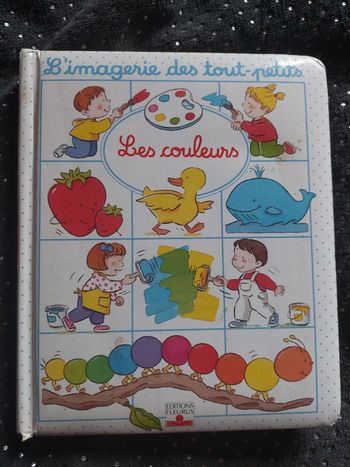 L'imagerie des tout-petits
Les couleurs
EDITIONS
FLEURUS